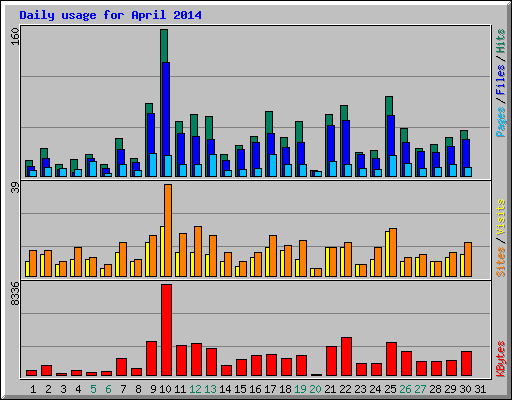 Daily usage for April 2014
160
Pages / Files / Hits
39
Sites / Visits
8336
KBytes
1 2 3 4 5 6 7 8 9 10 11 12 13 14 15 16 17 18 19 20 21 22 23 24 25 26 27 28 29 30 31